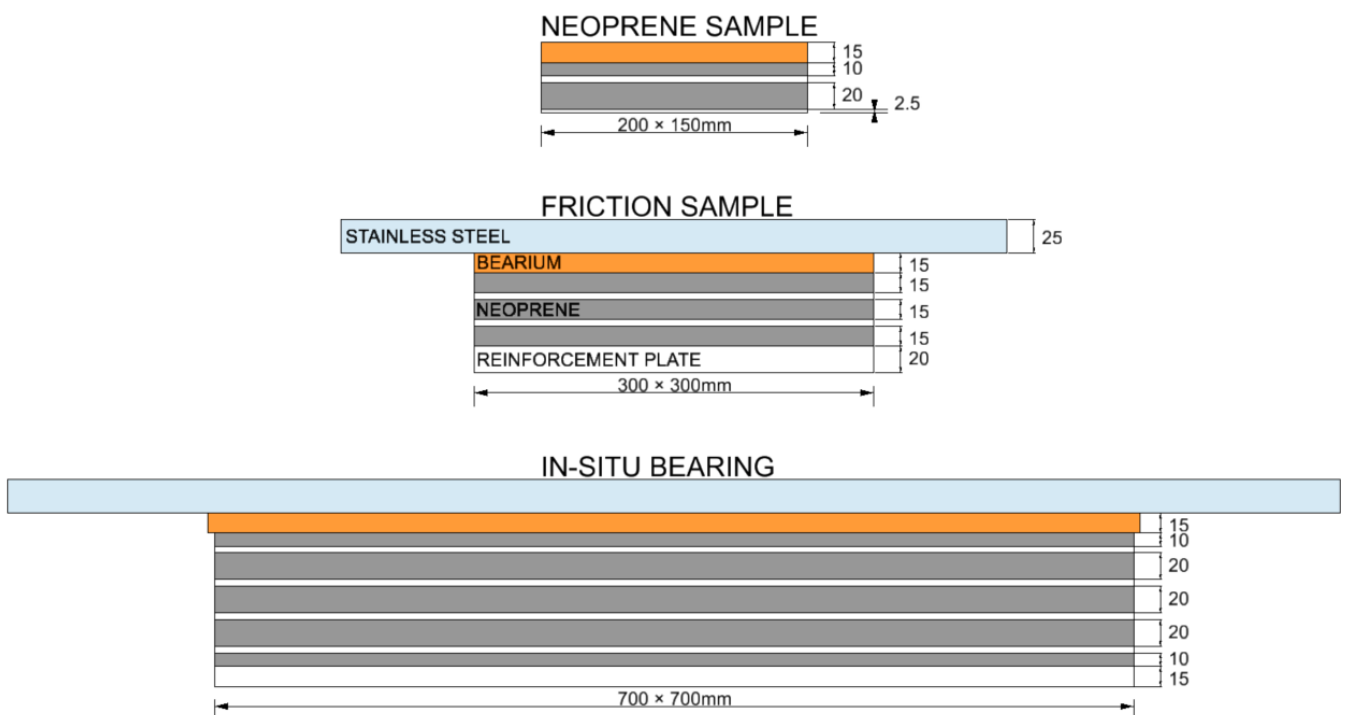 NEOPRENE SAMPLE
15
10
20
2.5
200 × 150mm
FRICTION SAMPLE
STAINLESS STEEL
25
BEARIUM
15
15
NEOPRENE
15
15
REINFORCEMENT PLATE
20
300 × 300mm
IN-SITU BEARING
15
10
20
20
20
10
15
700 × 700mm